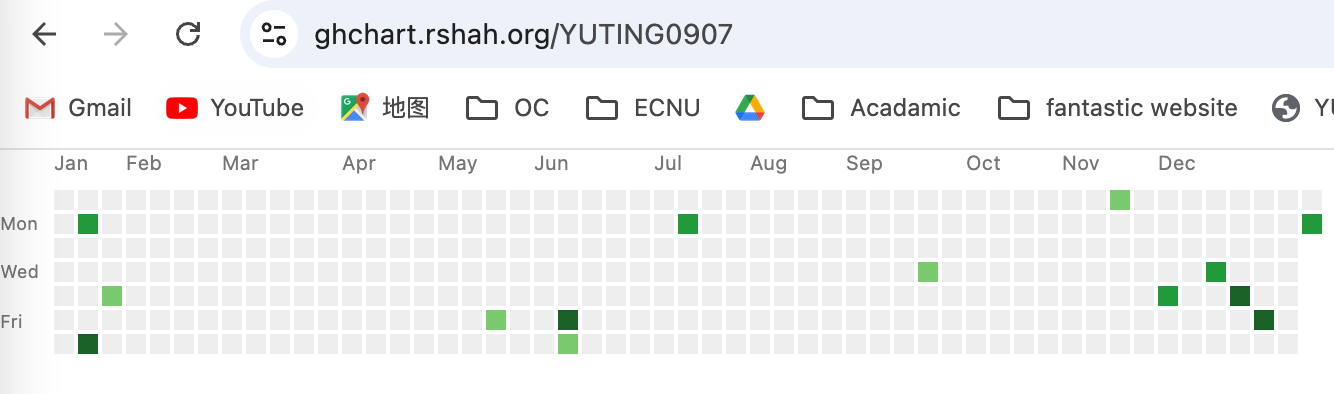 ghchart.rshah.org/YUTING0907
Gmail YouTube 地图 OC ECNU Acadamic fantastic website YU
Jan Feb Mar Apr May Jun Jul Aug Sep Oct Nov Dec
Mon
Wed
Fri